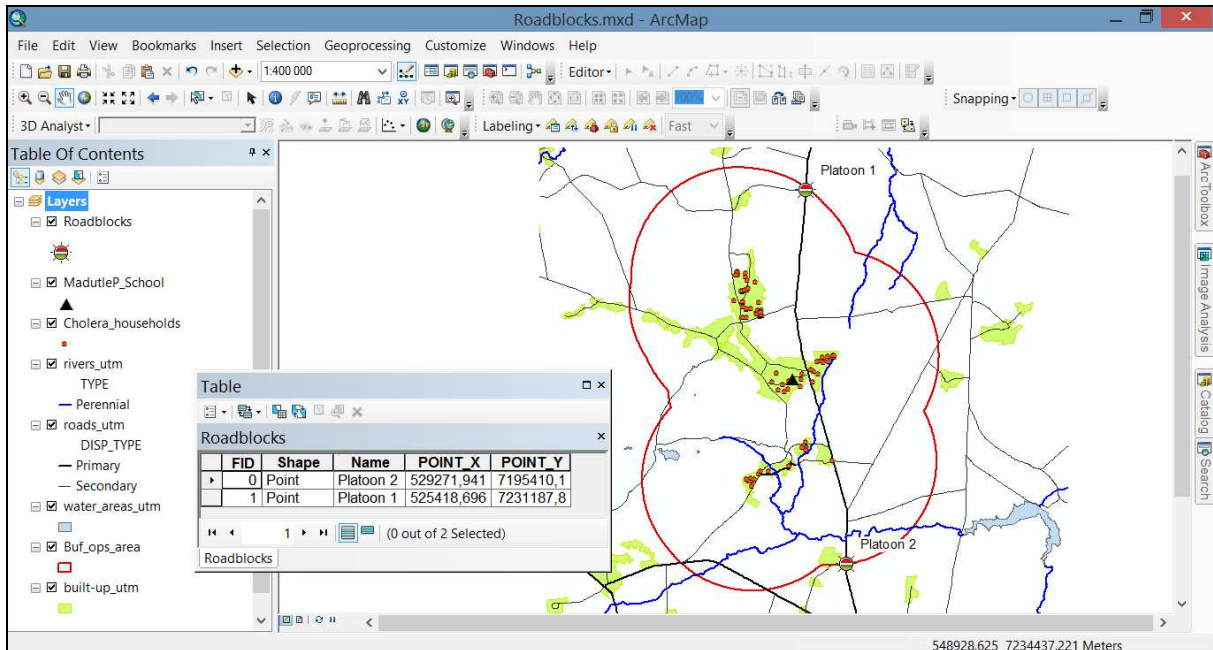 Roadblocks.mxd - ArcMap
File Edit View Bookmarks Insert Selection Geoprocessing Customize Windows Help
1:400 000
Editor
100%
Snapping
3D Analyst
Labeling
Fast
Table Of Contents
Layers
Roadblocks
MadutleP_School
Cholera_households
rivers_utm
TYPE
Perennial
roads_utm
DISP_TYPE
Primary
Secondary
water_areas_utm
Buf_ops_area
built-up_utm
Table
Roadblocks
FID Shape Name POINT_X POINT_Y
0 Point Platoon 2 529271,941 7195410,1
1 Point Platoon 1 525418,696 7231187,8
1
(0 out of 2 Selected)
Roadblocks
Platoon 1
Platoon 2
ArcToolbox
Image Analysis
Catalog
Search
548928,625 7234437,221 Meters